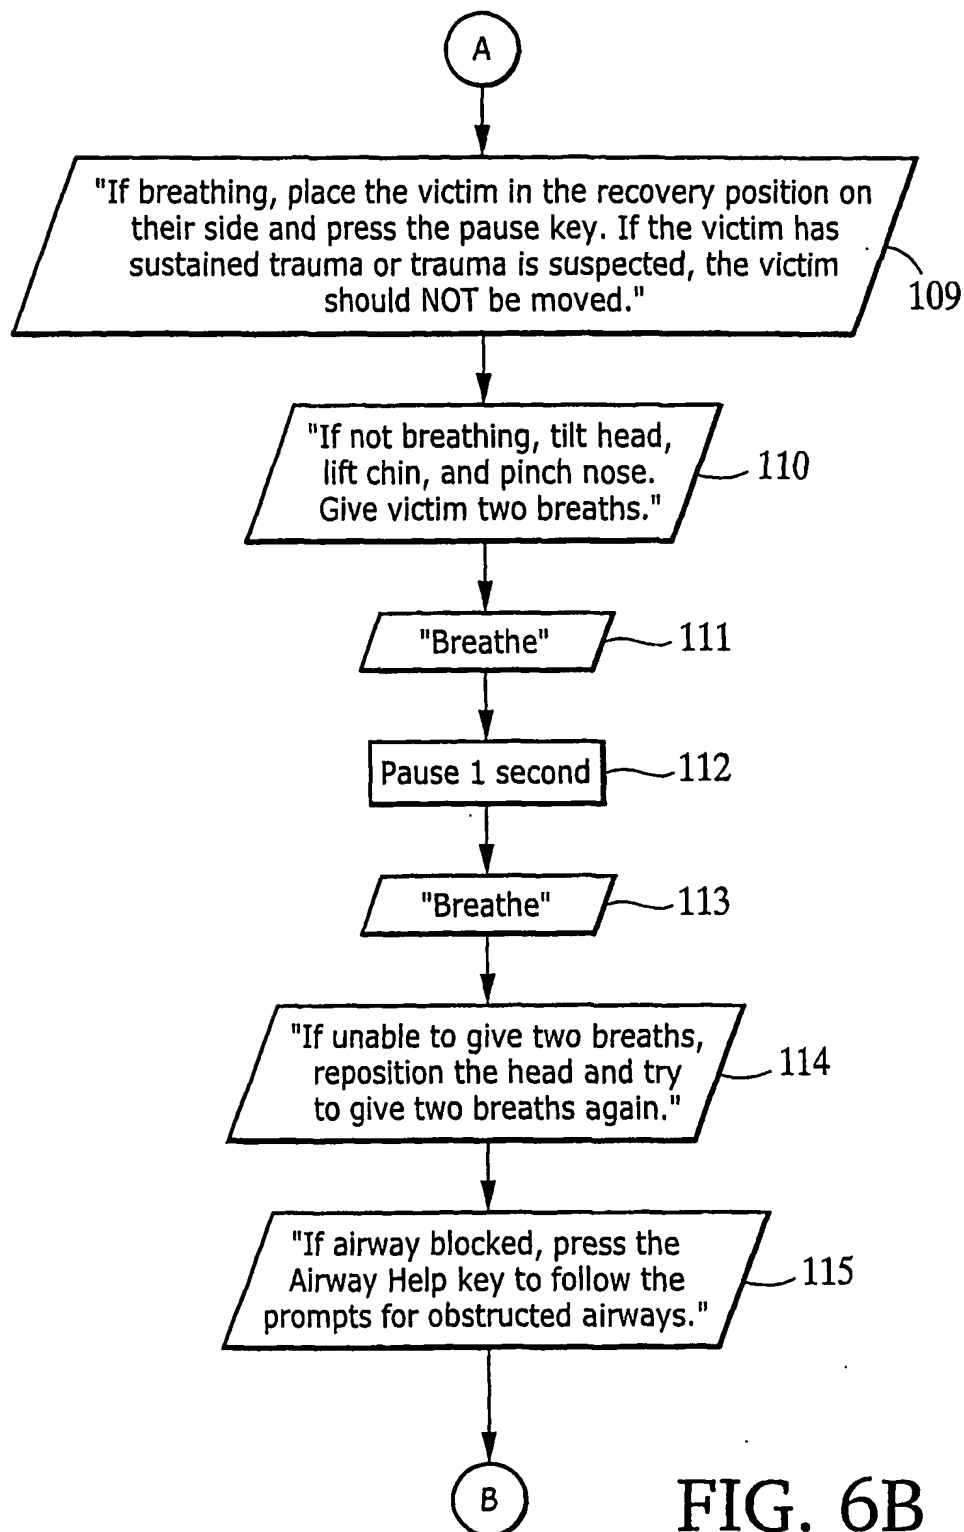 A
"If breathing, place the victim in the recovery position on
their side and press the pause key. If the victim has
sustained trauma or trauma is suspected, the victim
should NOT be moved."
109
"If not breathing, tilt head,
lift chin, and pinch nose.
Give victim two breaths."
110
"Breathe"
111
Pause 1 second
112
"Breathe"
113
"If unable to give two breaths,
reposition the head and try
to give two breaths again."
114
"If airway blocked, press the
Airway Help key to follow the
prompts for obstructed airways."
115
B
FIG. 6B